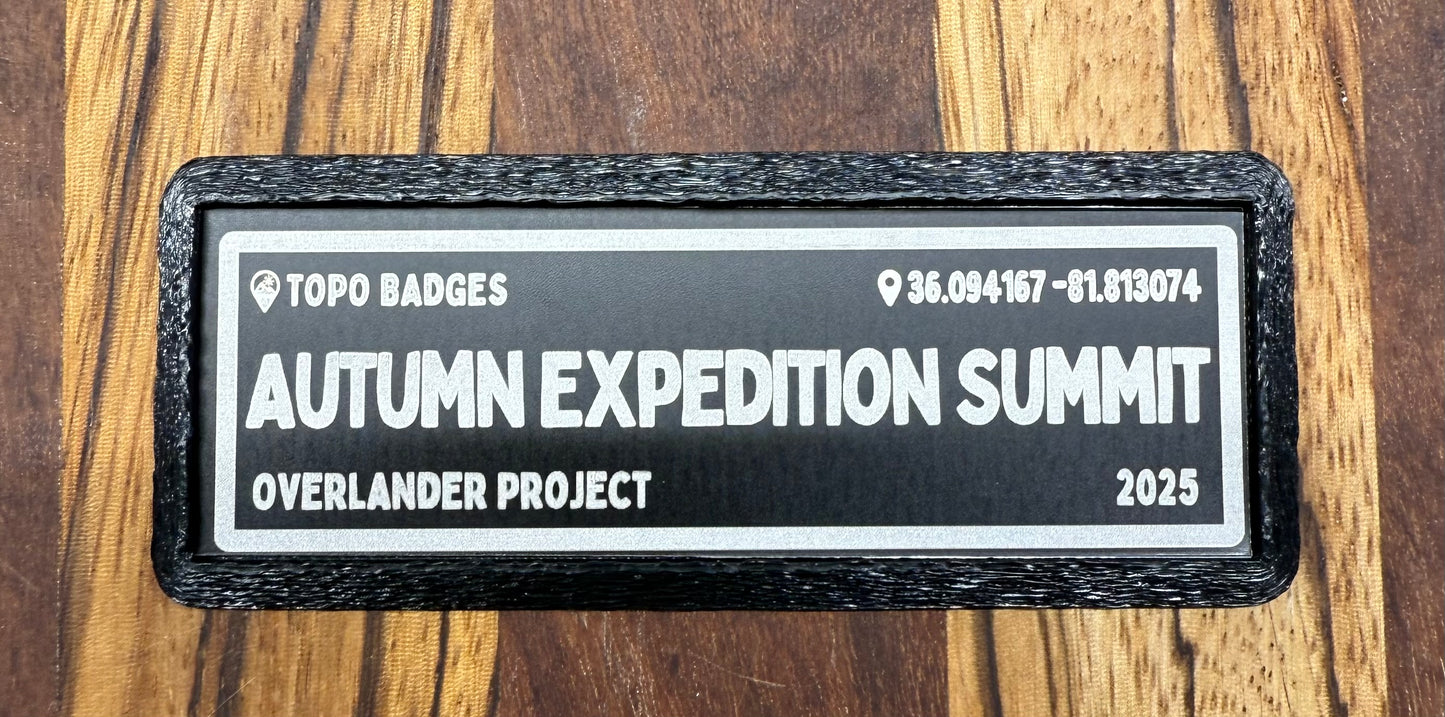 TOPO BADGES
36.094167 -81.813074
AUTUMN EXPEDITION SUMMIT
OVERLANDER PROJECT
2025